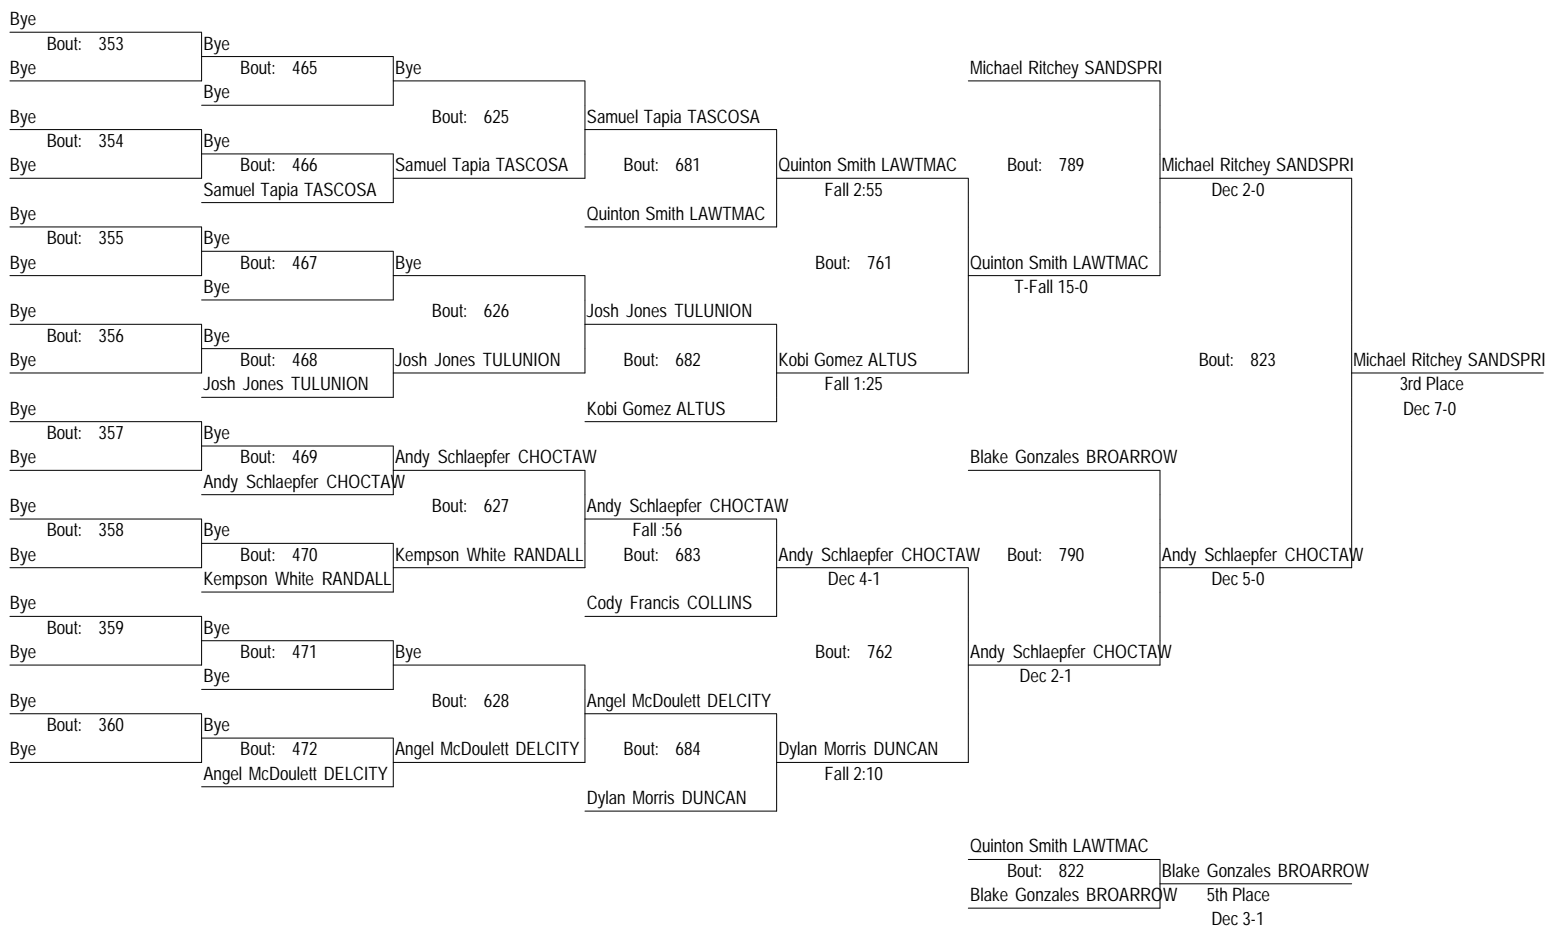 Bye
Bout: 353
Bye
Bye
Bout: 465
Bye
Michael Ritchey SANDSPRI
Bye
Bye
Bout: 625
Samuel Tapia TASCOSA
Bout: 354
Bye
Bye
Bout: 466
Samuel Tapia TASCOSA
Bout: 681
Quinton Smith LAWTMAC
Bout: 789
Michael Ritchey SANDSPRI
Samuel Tapia TASCOSA
Fall 2:55
Dec 2-0
Bye
Quinton Smith LAWTMAC
Bout: 355
Bye
Bye
Bout: 467
Bye
Bout: 761
Quinton Smith LAWTMAC
Bye
T-Fall 15-0
Bye
Bout: 626
Josh Jones TULUNION
Bout: 356
Bye
Bye
Bout: 468
Josh Jones TULUNION
Bout: 682
Kobi Gomez ALTUS
Bout: 823
Michael Ritchey SANDSPRI
Josh Jones TULUNION
Fall 1:25
3rd Place
Bye
Kobi Gomez ALTUS
Dec 7-0
Bout: 357
Bye
Bye
Bout: 469
Andy Schlaepfer CHOCTAW
Blake Gonzales BROARROW
Andy Schlaepfer CHOCTAW
Bye
Bout: 627
Andy Schlaepfer CHOCTAW
Bout: 358
Bye
Fall :56
Bye
Bout: 470
Kempson White RANDALL
Bout: 683
Andy Schlaepfer CHOCTAW
Bout: 790
Andy Schlaepfer CHOCTAW
Kempson White RANDALL
Dec 4-1
Dec 5-0
Bye
Cody Francis COLLINS
Bout: 359
Bye
Bye
Bout: 471
Bye
Bout: 762
Andy Schlaepfer CHOCTAW
Bye
Dec 2-1
Bye
Bout: 628
Angel McDoulett DELCITY
Bout: 360
Bye
Bye
Bout: 472
Angel McDoulett DELCITY
Bout: 684
Dylan Morris DUNCAN
Angel McDoulett DELCITY
Fall 2:10
Dylan Morris DUNCAN
Quinton Smith LAWTMAC
Bout: 822
Blake Gonzales BROARROW
Blake Gonzales BROARROW
5th Place
Dec 3-1